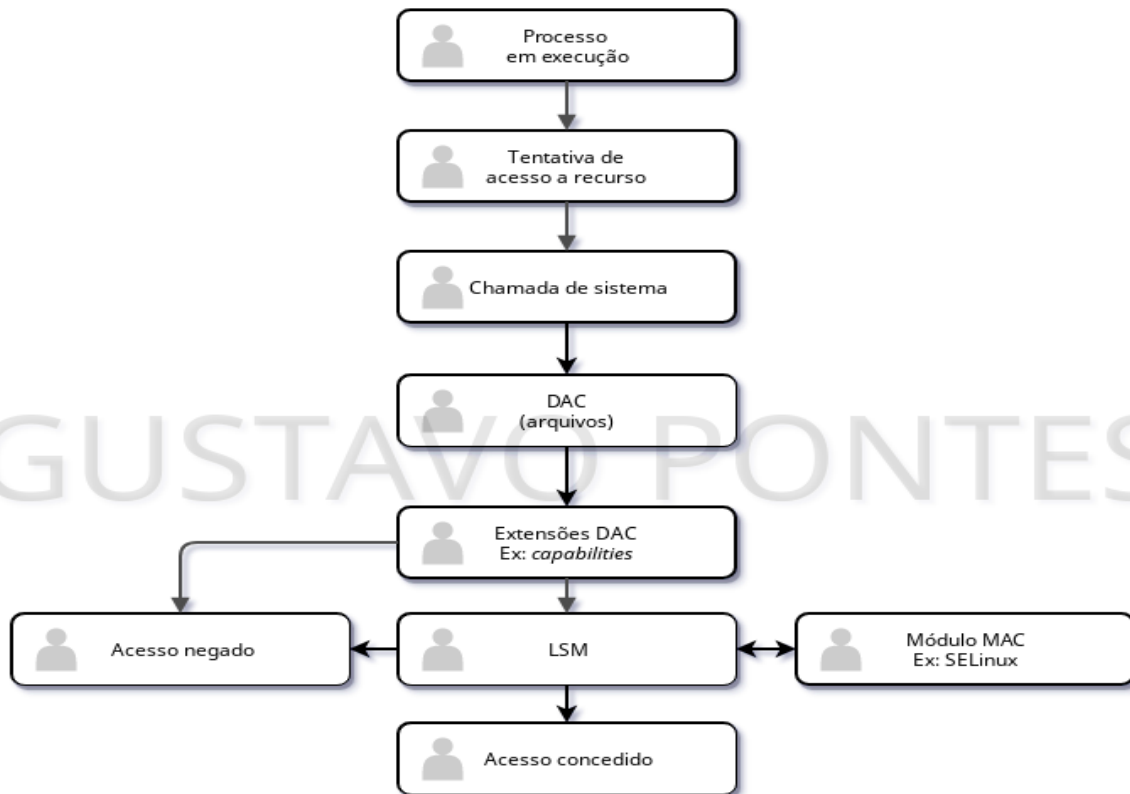 Processo
em execução
Tentativa de
acesso a recurso
Chamada de sistema
DAC
(arquivos)
GUSTAVO PONTES
Extensões DAC
Ex: capabilities
Acesso negado
LSM
Módulo MAC
Ex: SELinux
Acesso concedido